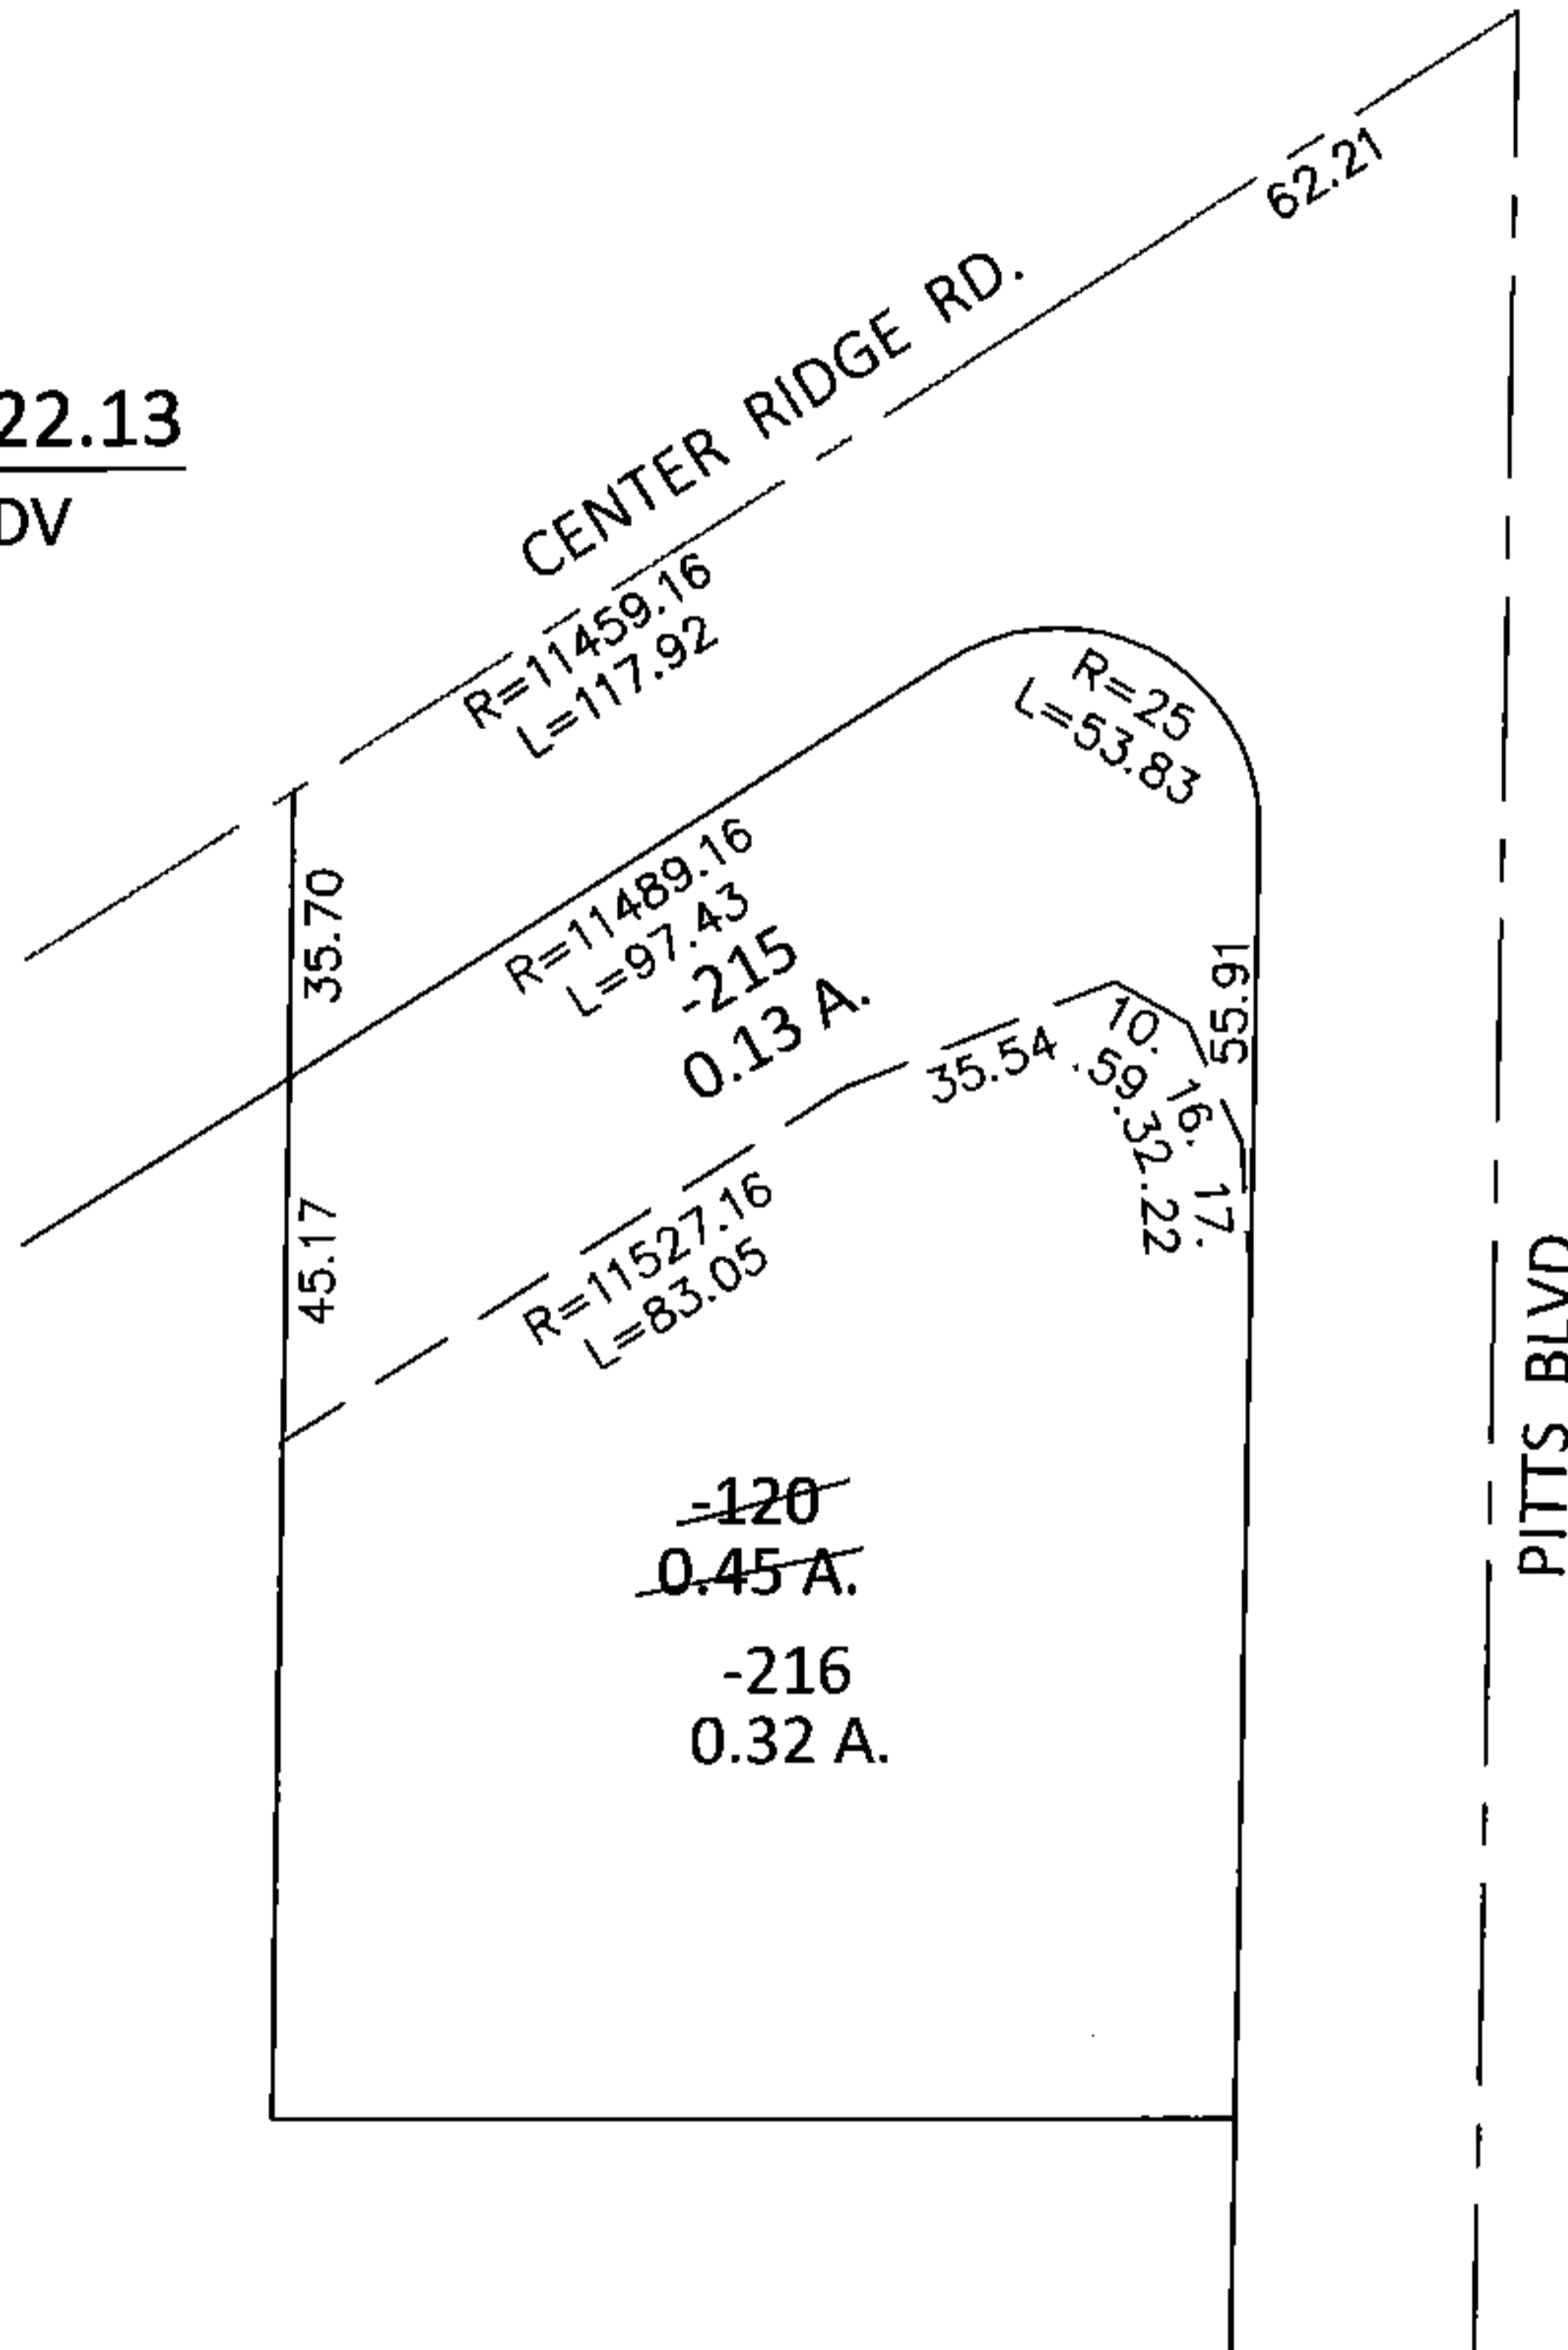 62.21
CENTER RIDGE RD.
22.13
DV
R=11459.16
L=117.92
R=25
L=53.83
35.70
R=11489.16
L=97.43
-215
0.13 A.
55.91
35.54
10.59
16.32
17.22
45.17
R=11527.16
L=83.05
PITTS BLVD
-120
0.45 A.
-216
0.32 A.